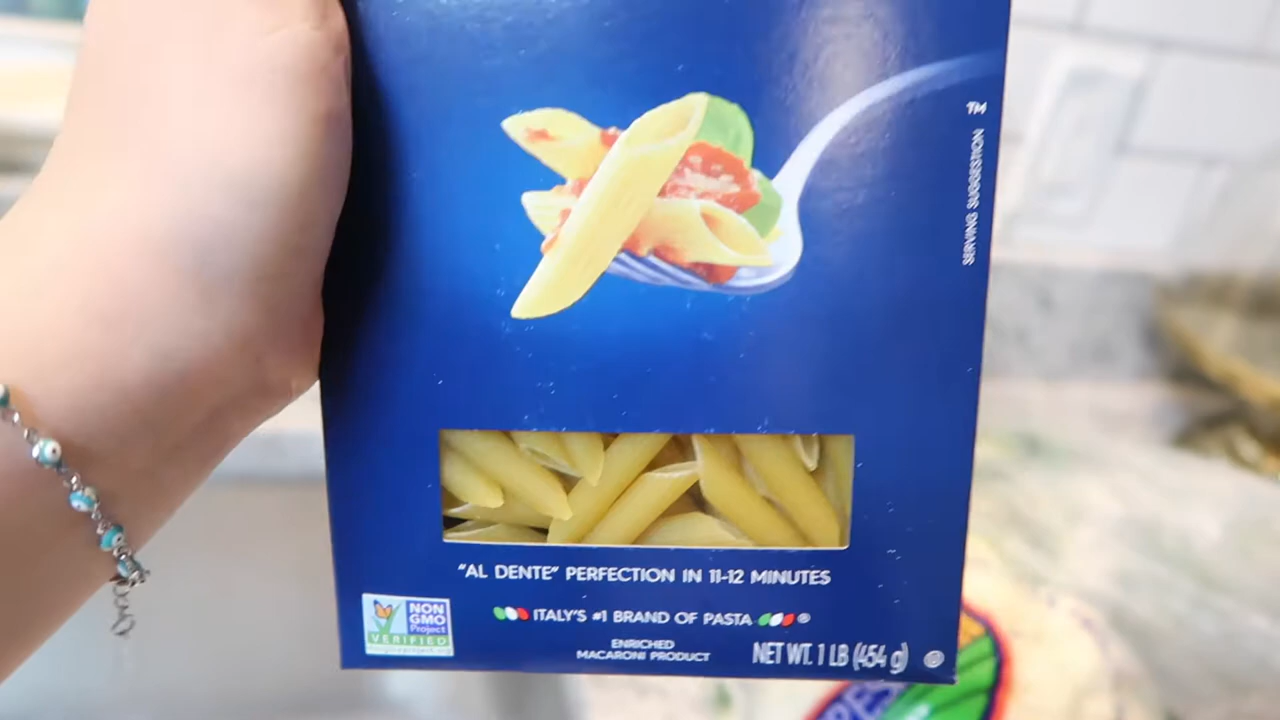 TM
SERVING SUGGESTION
"AL DENTE" PERFECTION IN 11-12 MINUTES
ITALY'S #1 BRAND OF PASTA ®
NON
GMO
Project
VERIFIED
ENRICHED
MACARONI PRODUCT
NET WT. 1 LB (454 g)